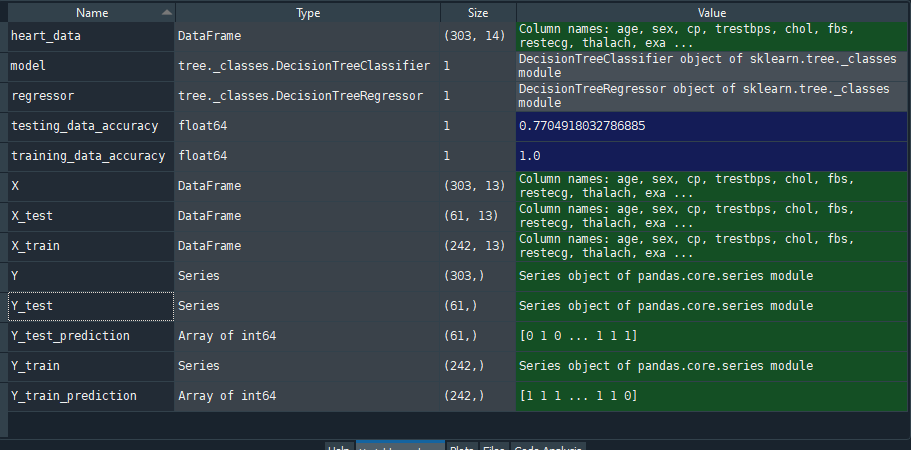 Name Type Size Value
heart_data DataFrame (303, 14) Column names: age, sex, cp, trestbps, chol, fbs,
restecg, thalach, exa ...
model tree._classes.DecisionTreeClassifier 1 DecisionTreeClassifier object of sklearn.tree._classes
module
regressor tree._classes.DecisionTreeRegressor 1 DecisionTreeRegressor object of sklearn.tree._classes
module
testing_data_accuracy float64 1 0.7704918032786885
training_data_accuracy float64 1 1.0
X DataFrame (303, 13) Column names: age, sex, cp, trestbps, chol, fbs,
restecg, thalach, exa ...
X_test DataFrame (61, 13) Column names: age, sex, cp, trestbps, chol, fbs,
restecg, thalach, exa ...
X_train DataFrame (242, 13) Column names: age, sex, cp, trestbps, chol, fbs,
restecg, thalach, exa ...
Y Series (303,) Series object of pandas.core.series module
Y_test Series (61,) Series object of pandas.core.series module
Y_test_prediction Array of int64 (61,) [0 1 0 ... 1 1 1]
Y_train Series (242,) Series object of pandas.core.series module
Y_train_prediction Array of int64 (242,) [1 1 1 ... 1 1 0]
Help Plots Files Code Analysis